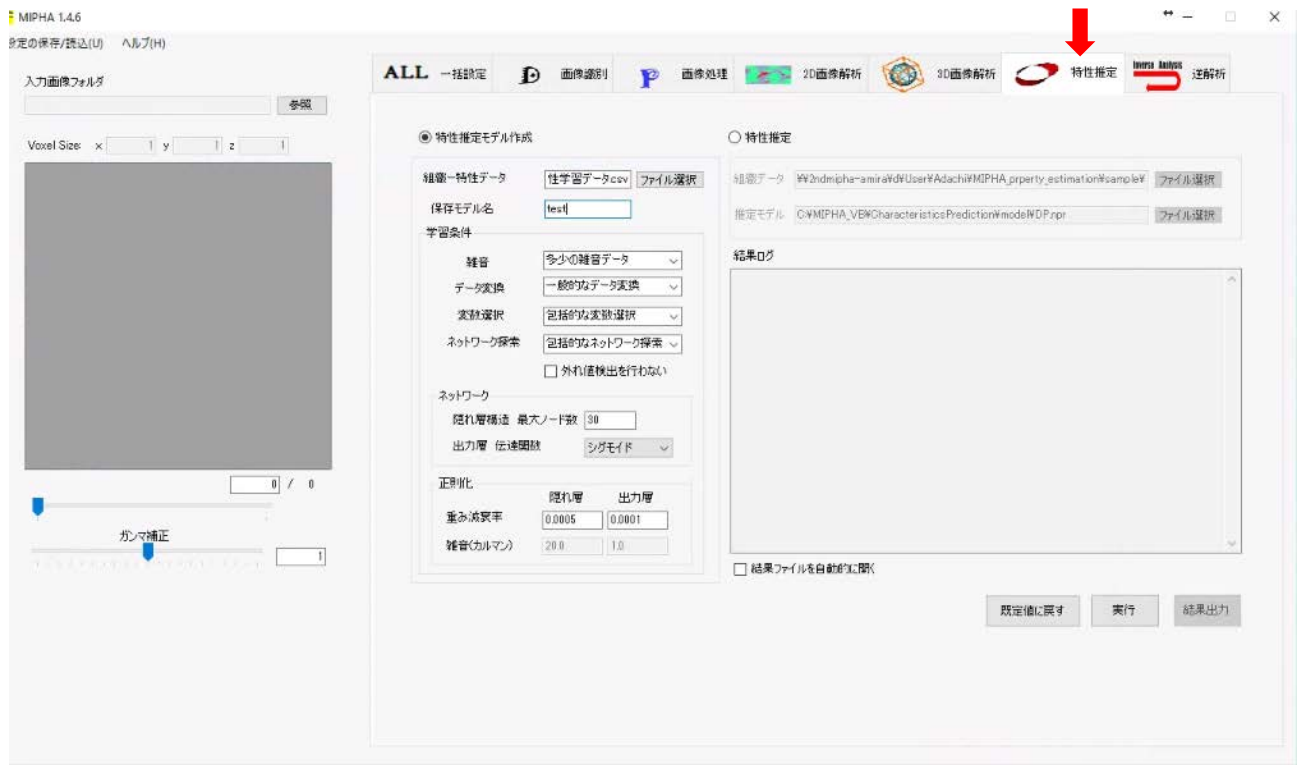 MIPHA 1.4.6
設定の保存/読込(U) ヘルプ(H)
ALL 一括設定 画像識別 画像処理 2D画像解析 3D画像解析 特性推定 Inverse Analysis 逆解析
入力画像フォルダ
参照
Voxel Size: x 1 y 1 z 1
0 / 0
ガンマ補正
1
特性推定モデル作成
組織ー特性データ 性学習データcsv ファイル選択
保存モデル名 test
学習条件
雑音 多少の雑音データ
データ変換 一般的なデータ変換
変数選択 包括的な変数選択
ネットワーク探索 包括的なネットワーク探索
外れ値検出を行わない
ネットワーク
隠れ層構造 最大ノード数 30
出力層 伝達関数 シグモイド
正則化
隠れ層 出力層
重み減衰率 0.0005 0.0001
雑音(カルマン) 20.0 1.0
特性推定
組織データ ¥¥2ndmipha-amira¥d¥User¥Adachi¥MIPHA_prperty_estimation¥sample¥ ファイル選択
推定モデル C:¥MIPHA_VB¥CharacteristicsPrediction¥model¥DP.npr ファイル選択
結果ログ
結果ファイルを自動的に開く
既定値に戻す 実行 結果出力